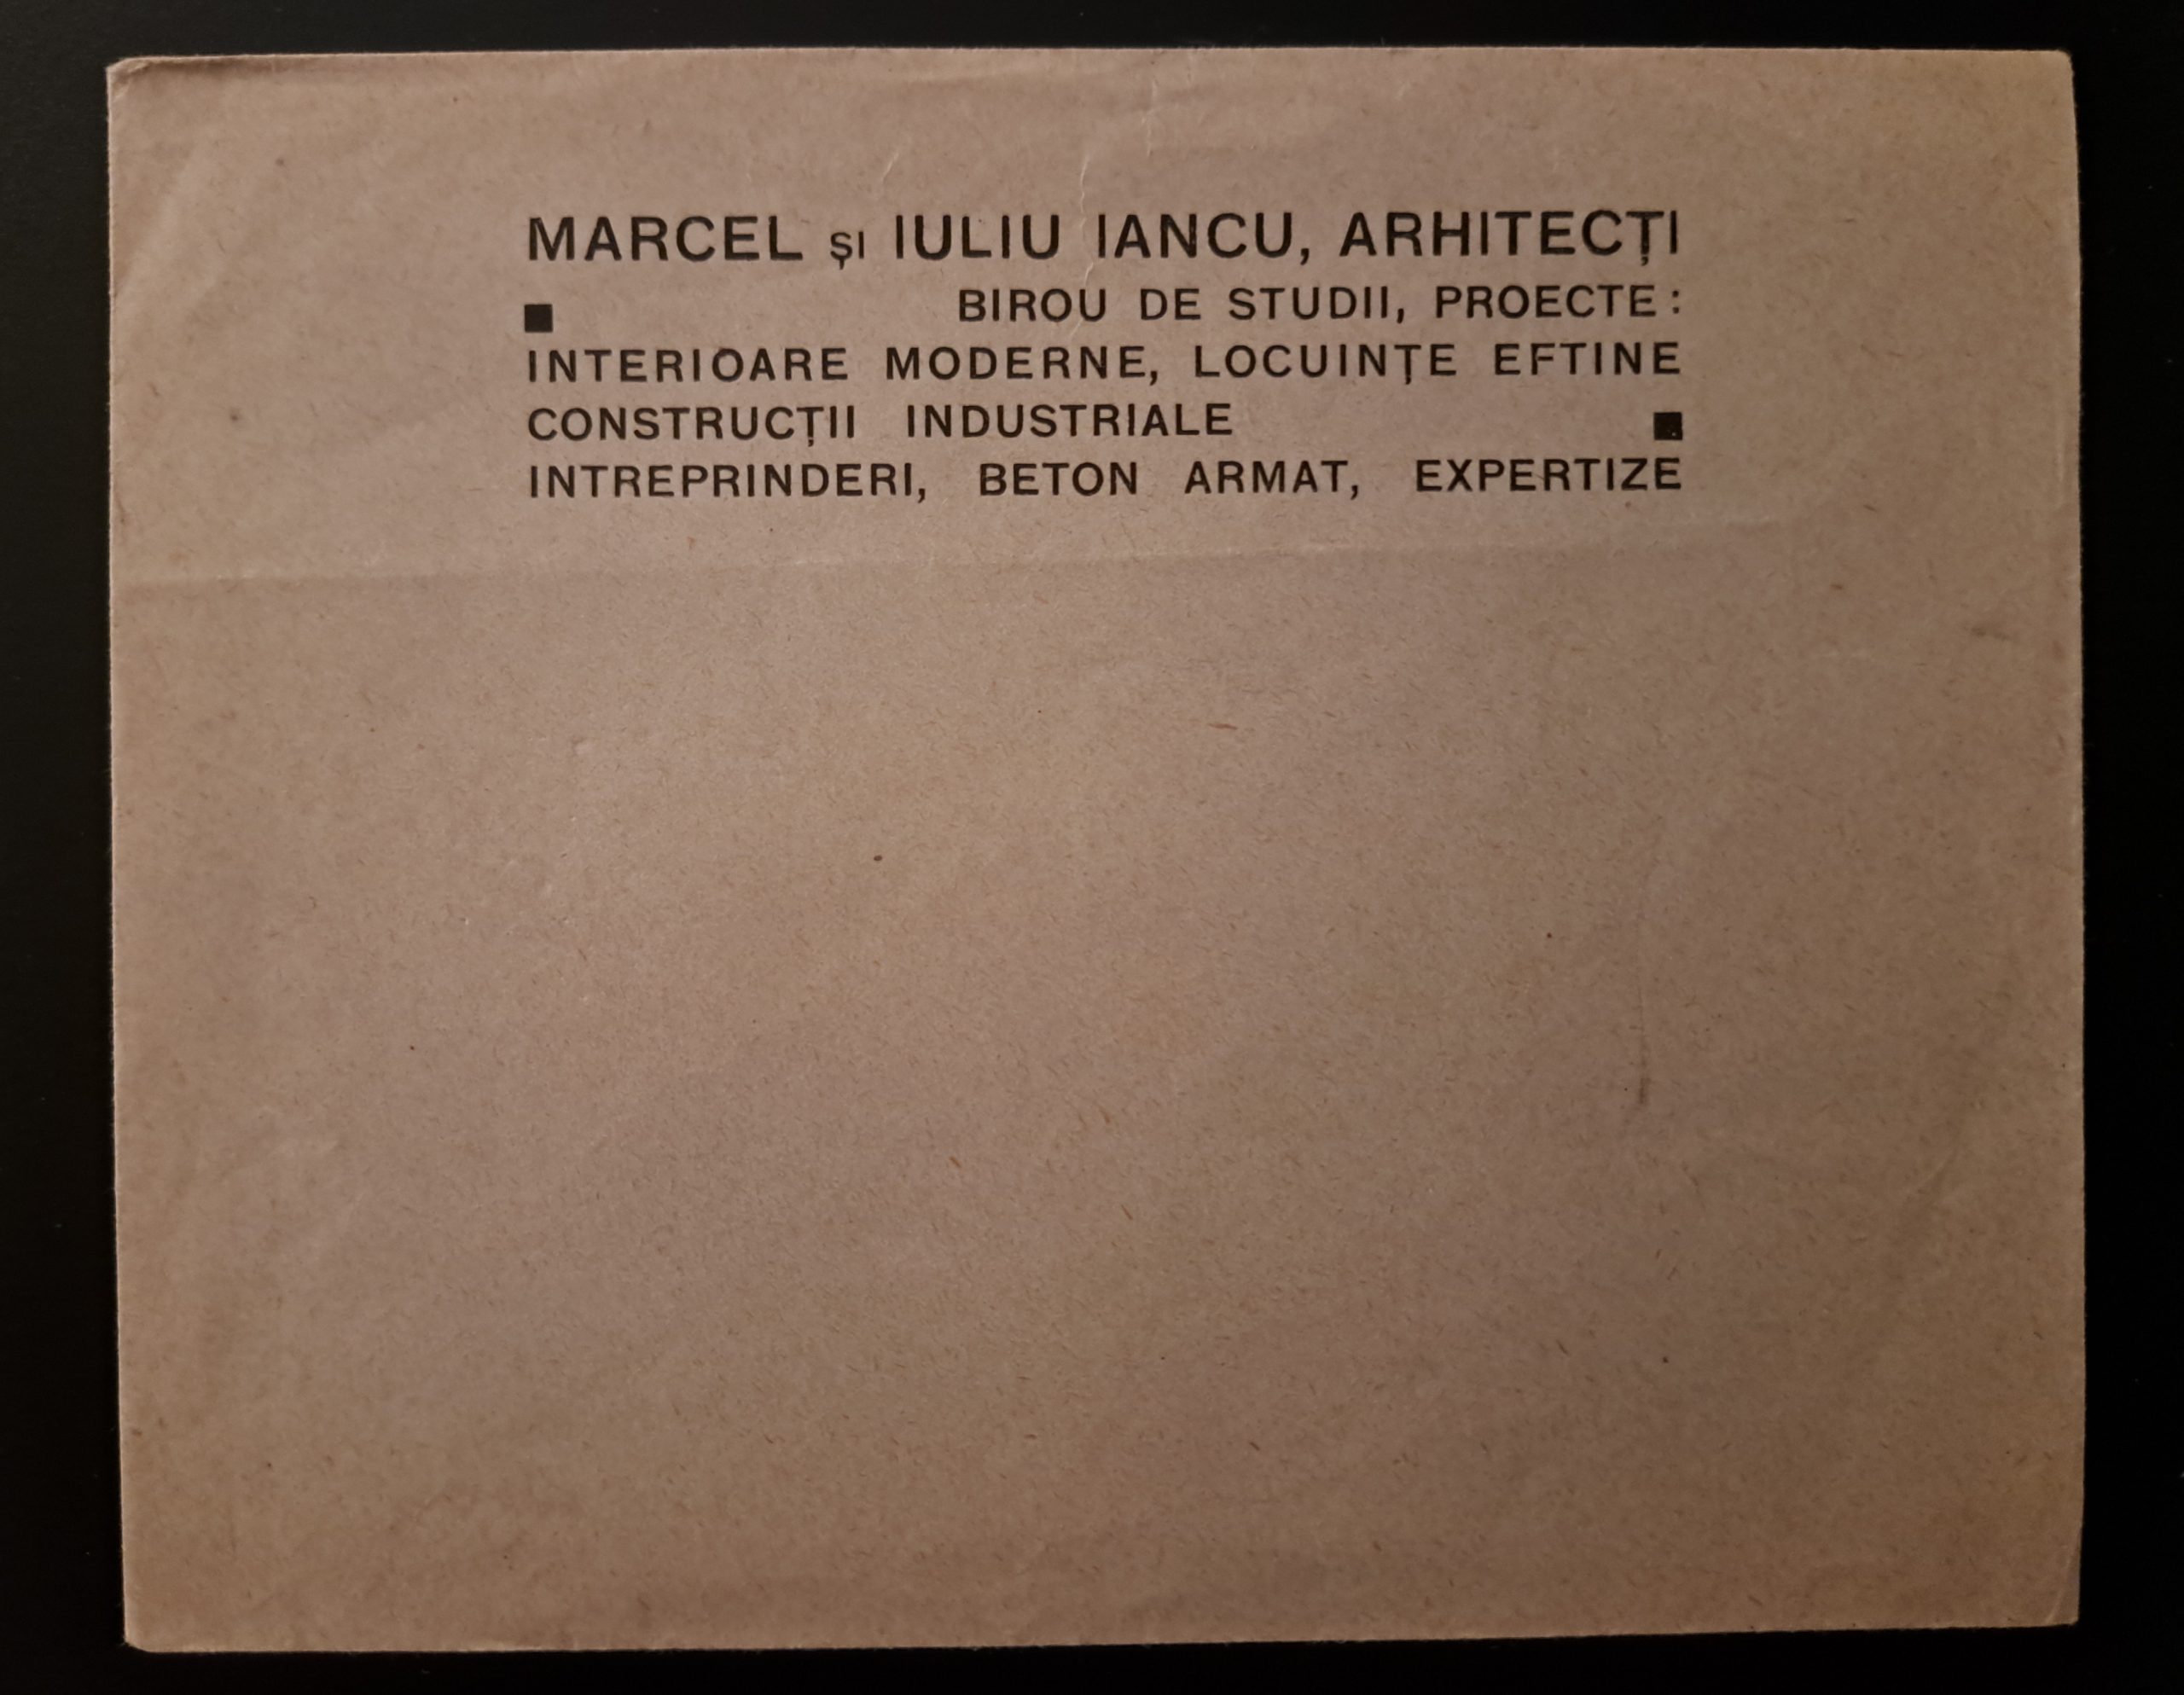 MARCEL și IULIU IANCU, ARHITECȚI
BIROU DE STUDII, PROECTE:
INTERIOARE MODERNE, LOCUINȚE EFTINE
CONSTRUCȚII INDUSTRIALE
INTREPRINDERI, BETON ARMAT, EXPERTIZE